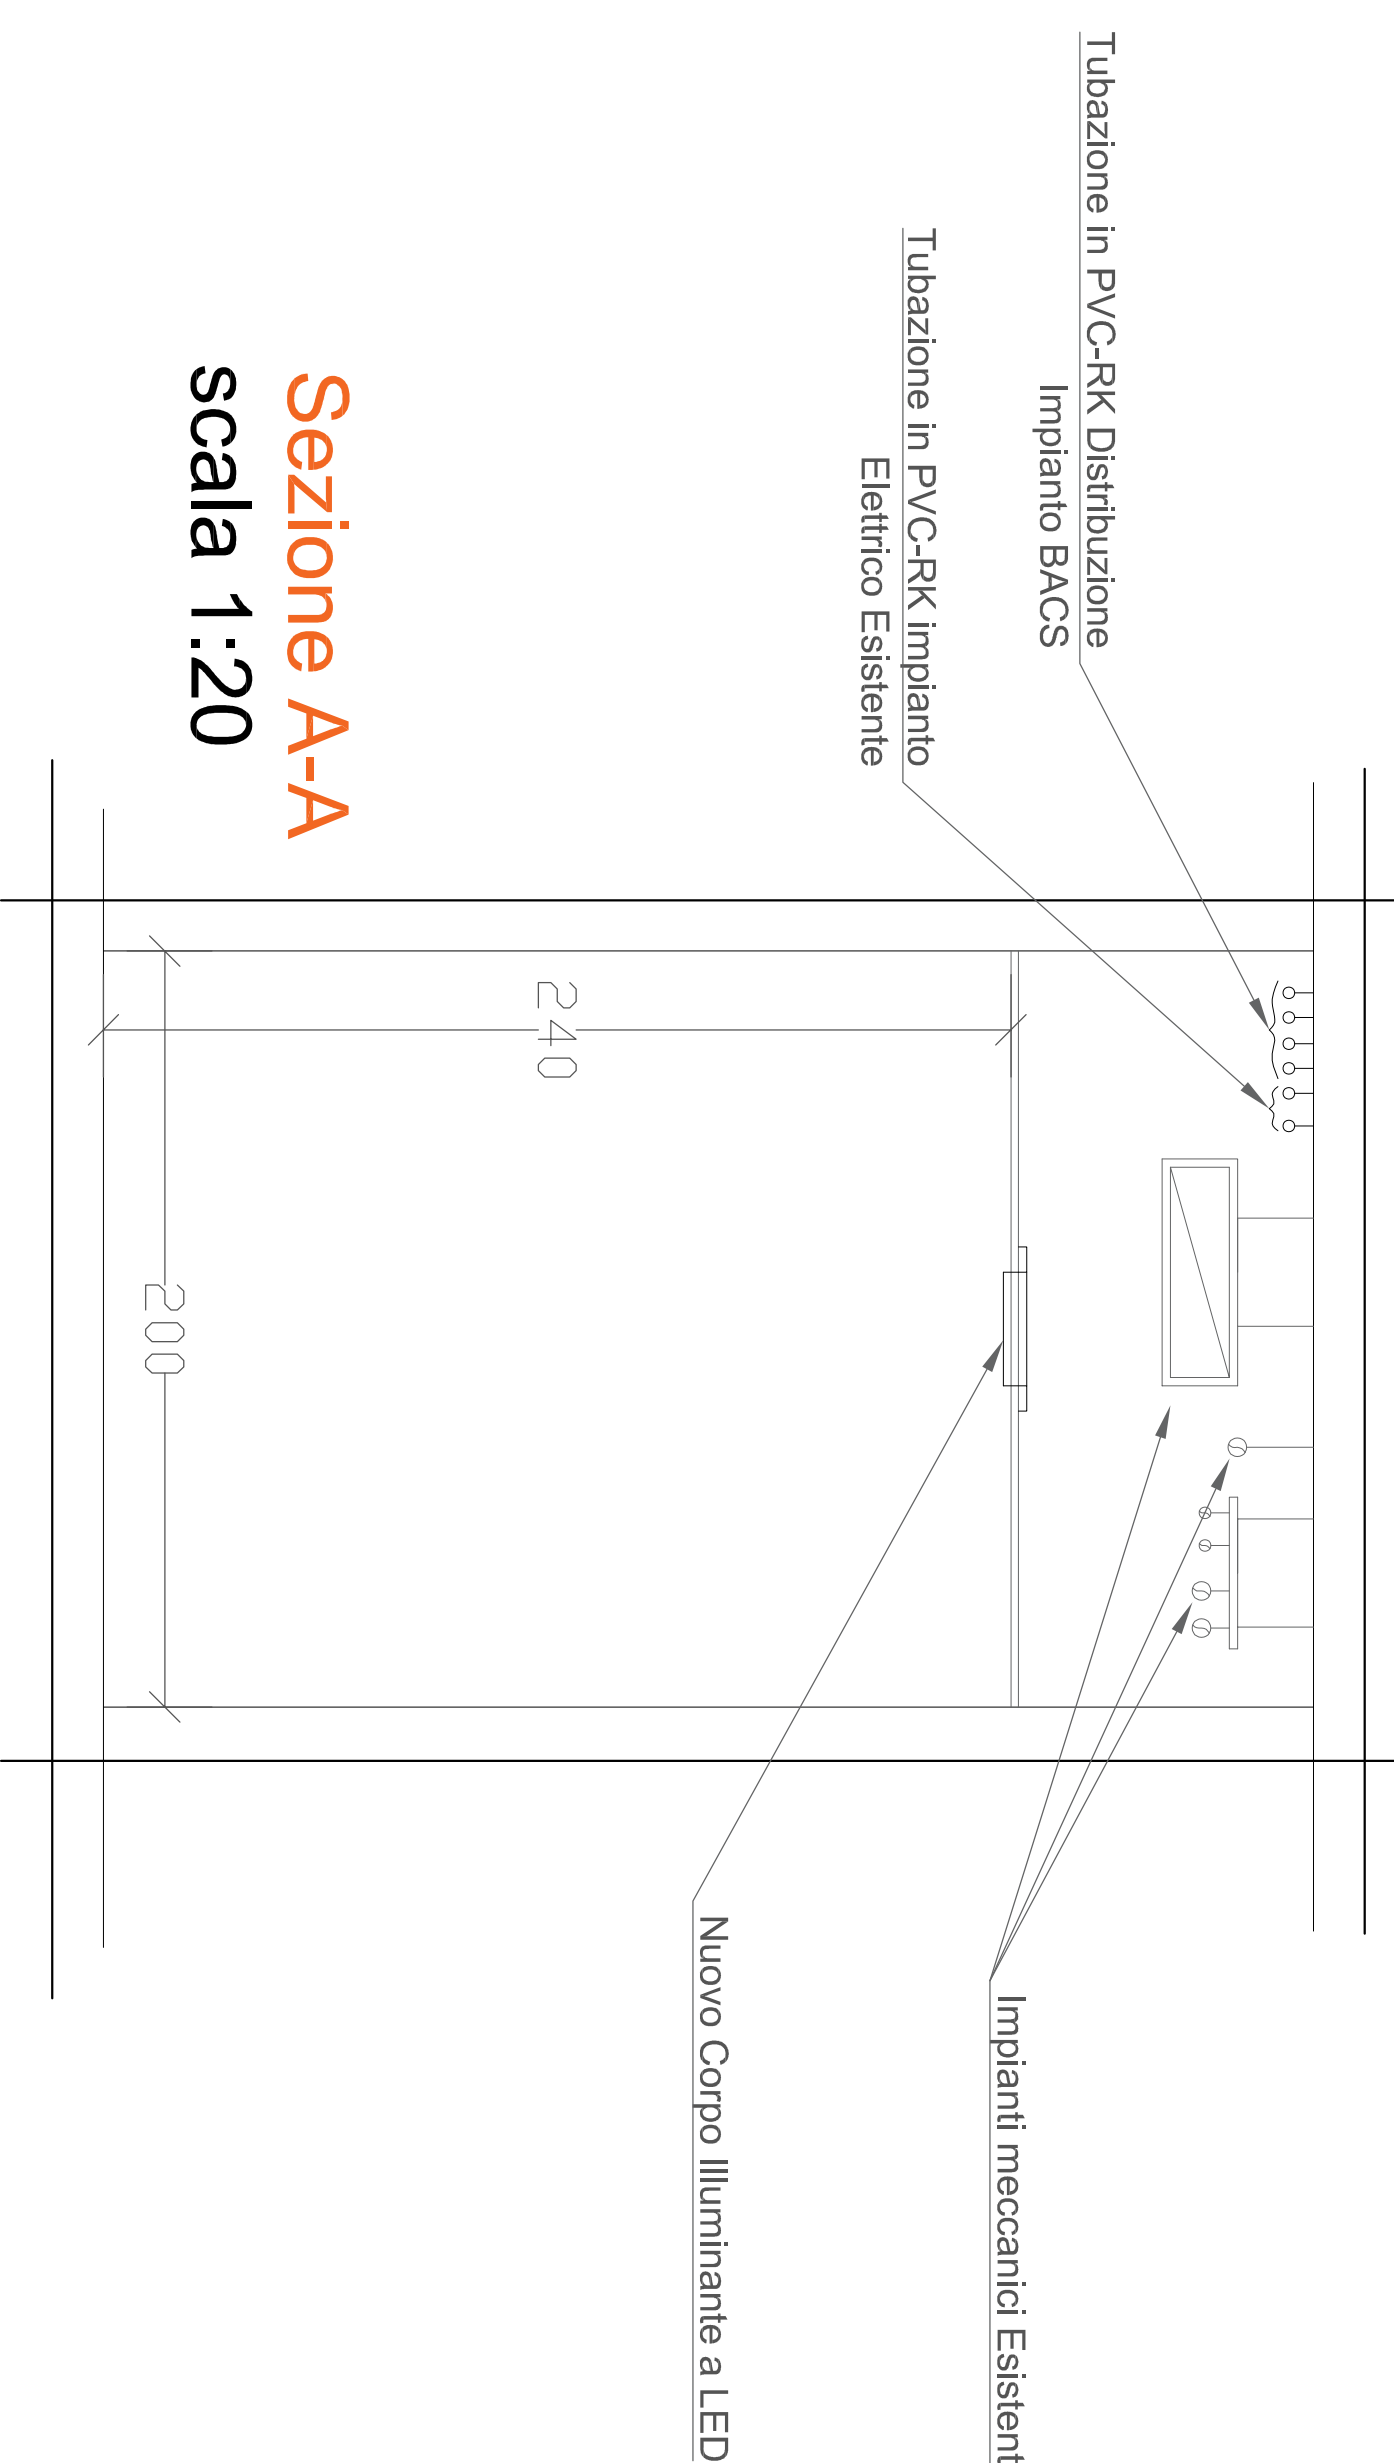 Tubazione in PVC-RK Distribuzione
Impianto BACS
Tubazione in PVC-RK impianto
Elettrico Esistente
Impianti meccanici Esistent
Nuovo Corpo Illuminante a LED
240
200
Sezione A-A
scala 1:20